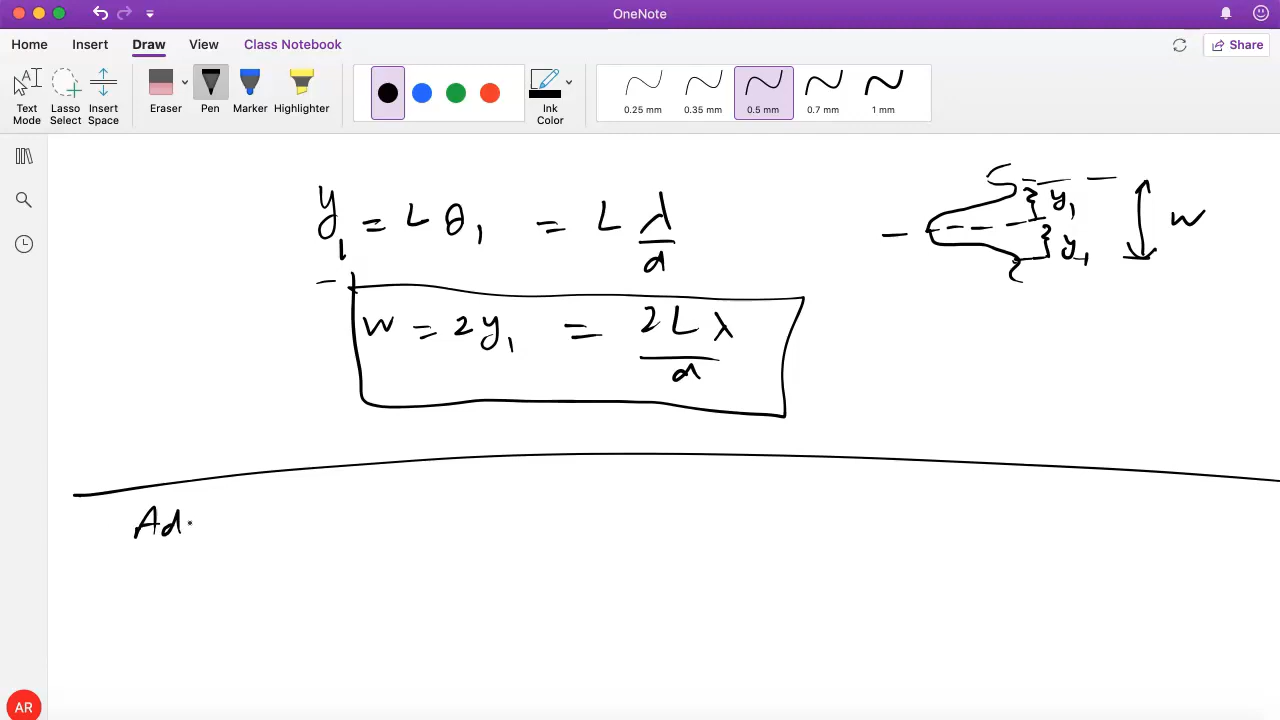 OneNote
Home Insert Draw View Class Notebook Share
Text Mode Lasso Select Insert Space Eraser Pen Marker Highlighter Ink Color 0.25 mm 0.35 mm 0.5 mm 0.7 mm 1 mm
y₁ = L θ₁ = L λ/a
w = 2y₁ = 2Lλ/a
y₁
y₁
w
Ad
AR